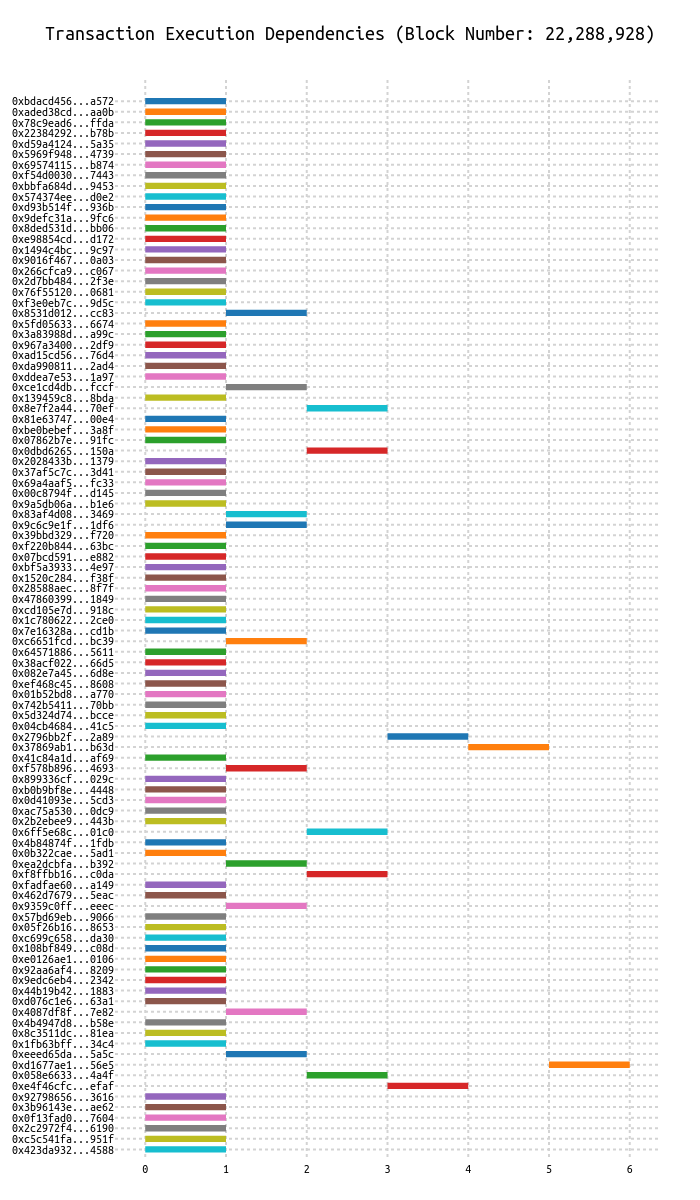 Transaction Execution Dependencies (Block Number: 22,288,928)
0xbdacd456...a572
0xaded38cd...aa0b
0x78c9ead6...ffda
0x22384292...b78b
0xd59a4124...5a35
0x5969f948...4739
0x69574115...b874
0xf54d0030...7443
0xbbfa684d...9453
0x574374ee...d0e2
0xd93b514f...936b
0x9defc31a...9fc6
0x8ded531d...bb06
0xe98854cd...d172
0x1494c4bc...9c97
0x9016f467...0a03
0x266cfca9...c067
0x2d7bb484...2f3e
0x76f55120...0681
0xf3e0eb7c...9d5c
0x8531d012...cc83
0x5fd05633...6674
0x3a83988d...a99c
0x967a3400...2df9
0xad15cd56...76d4
0xda990811...2ad4
0xddea7e53...1a97
0xce1cd4db...fccf
0x139459c8...8bda
0x8e7f2a44...70ef
0x81e63747...00e4
0xbe0bebef...3a8f
0x07862b7e...91fc
0x0dbd6265...150a
0x2028433b...1379
0x37af5c7c...3d41
0x69a4aaf5...fc33
0x00c8794f...d145
0x9a5db06a...b1e6
0x83af4d08...3469
0x9c6c9e1f...1df6
0x39bbd329...f720
0xf220b844...63bc
0x07bcd591...e882
0xbf5a3933...4e97
0x1520c284...f38f
0x28588aec...8f7f
0x47860399...1849
0xcd105e7d...918c
0x1c780622...2ce0
0x7e16328a...cd1b
0xc6651fcd...bc39
0x64571886...5611
0x38acf022...66d5
0x082e7a45...6d8e
0xef468c45...8608
0x01b52bd8...a770
0x742b5411...70bb
0x5d324d74...bcce
0x04cb4684...41c5
0x2796bb2f...2a89
0x37869ab1...b63d
0x41c84a1d...af69
0xf578b896...4693
0x899336cf...029c
0xb0b9bf8e...4448
0x0d41093e...5cd3
0xac75a530...0dc9
0x2b2ebee9...443b
0x6ff5e68c...01c0
0x4b84874f...1fdb
0x0b322cae...5ad1
0xea2dcbfa...b392
0xf8ffbb16...c0da
0xfadfae60...a149
0x462d7679...5eac
0x9359c0ff...eeec
0x57bd69eb...9066
0x05f26b16...8653
0xc699c658...da30
0x108bf849...c08d
0xe0126ae1...0106
0x92aa6af4...8209
0x9edc6eb4...2342
0x44b19b42...1883
0xd076c1e6...63a1
0x4087df8f...7e82
0x4b4947d8...b58e
0x8c3511dc...81ea
0x1fb63bff...34c4
0xeeed65da...5a5c
0xd1677ae1...56e5
0x058e6633...4a4f
0xe4f46cfc...efaf
0x92798656...3616
0x3b96143e...ae62
0x0f13fad0...7604
0x2c2972f4...6190
0xc5c541fa...951f
0x423da932...4588
0 1 2 3 4 5 6